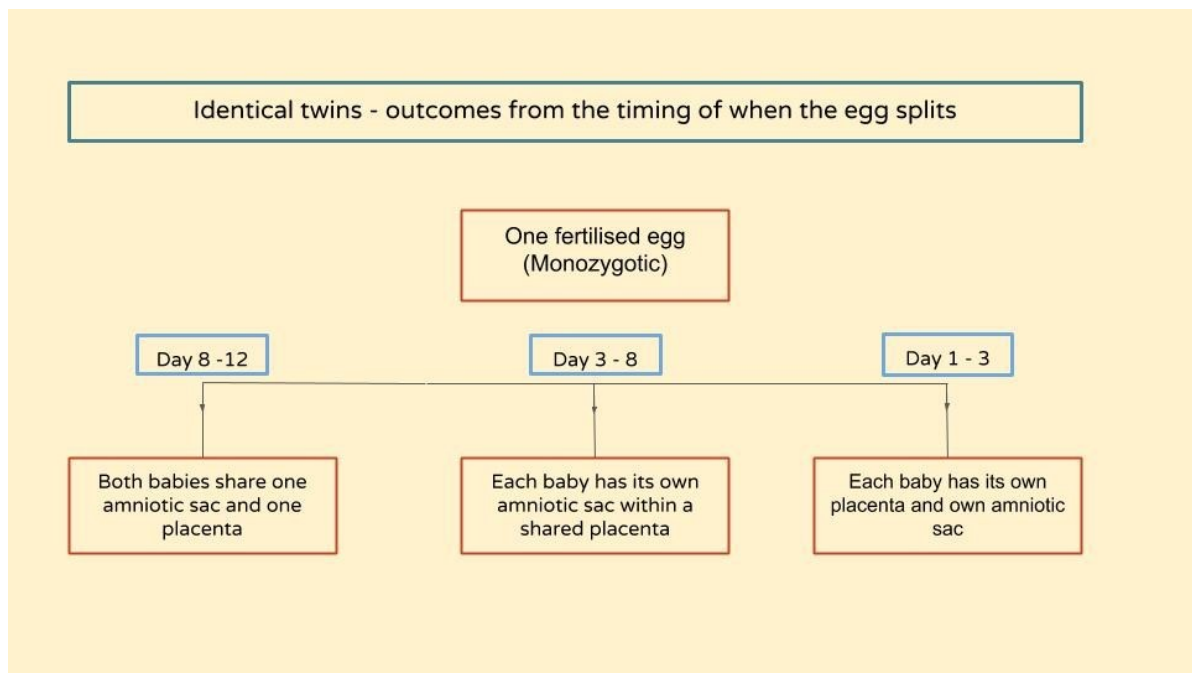 Identical twins - outcomes from the timing of when the egg splits
One fertilised egg
(Monozygotic)
Day 8 -12
Day 3 - 8
Day 1 - 3
Both babies share one
amniotic sac and one
placenta
Each baby has its own
amniotic sac within a
shared placenta
Each baby has its own
placenta and own amniotic
sac